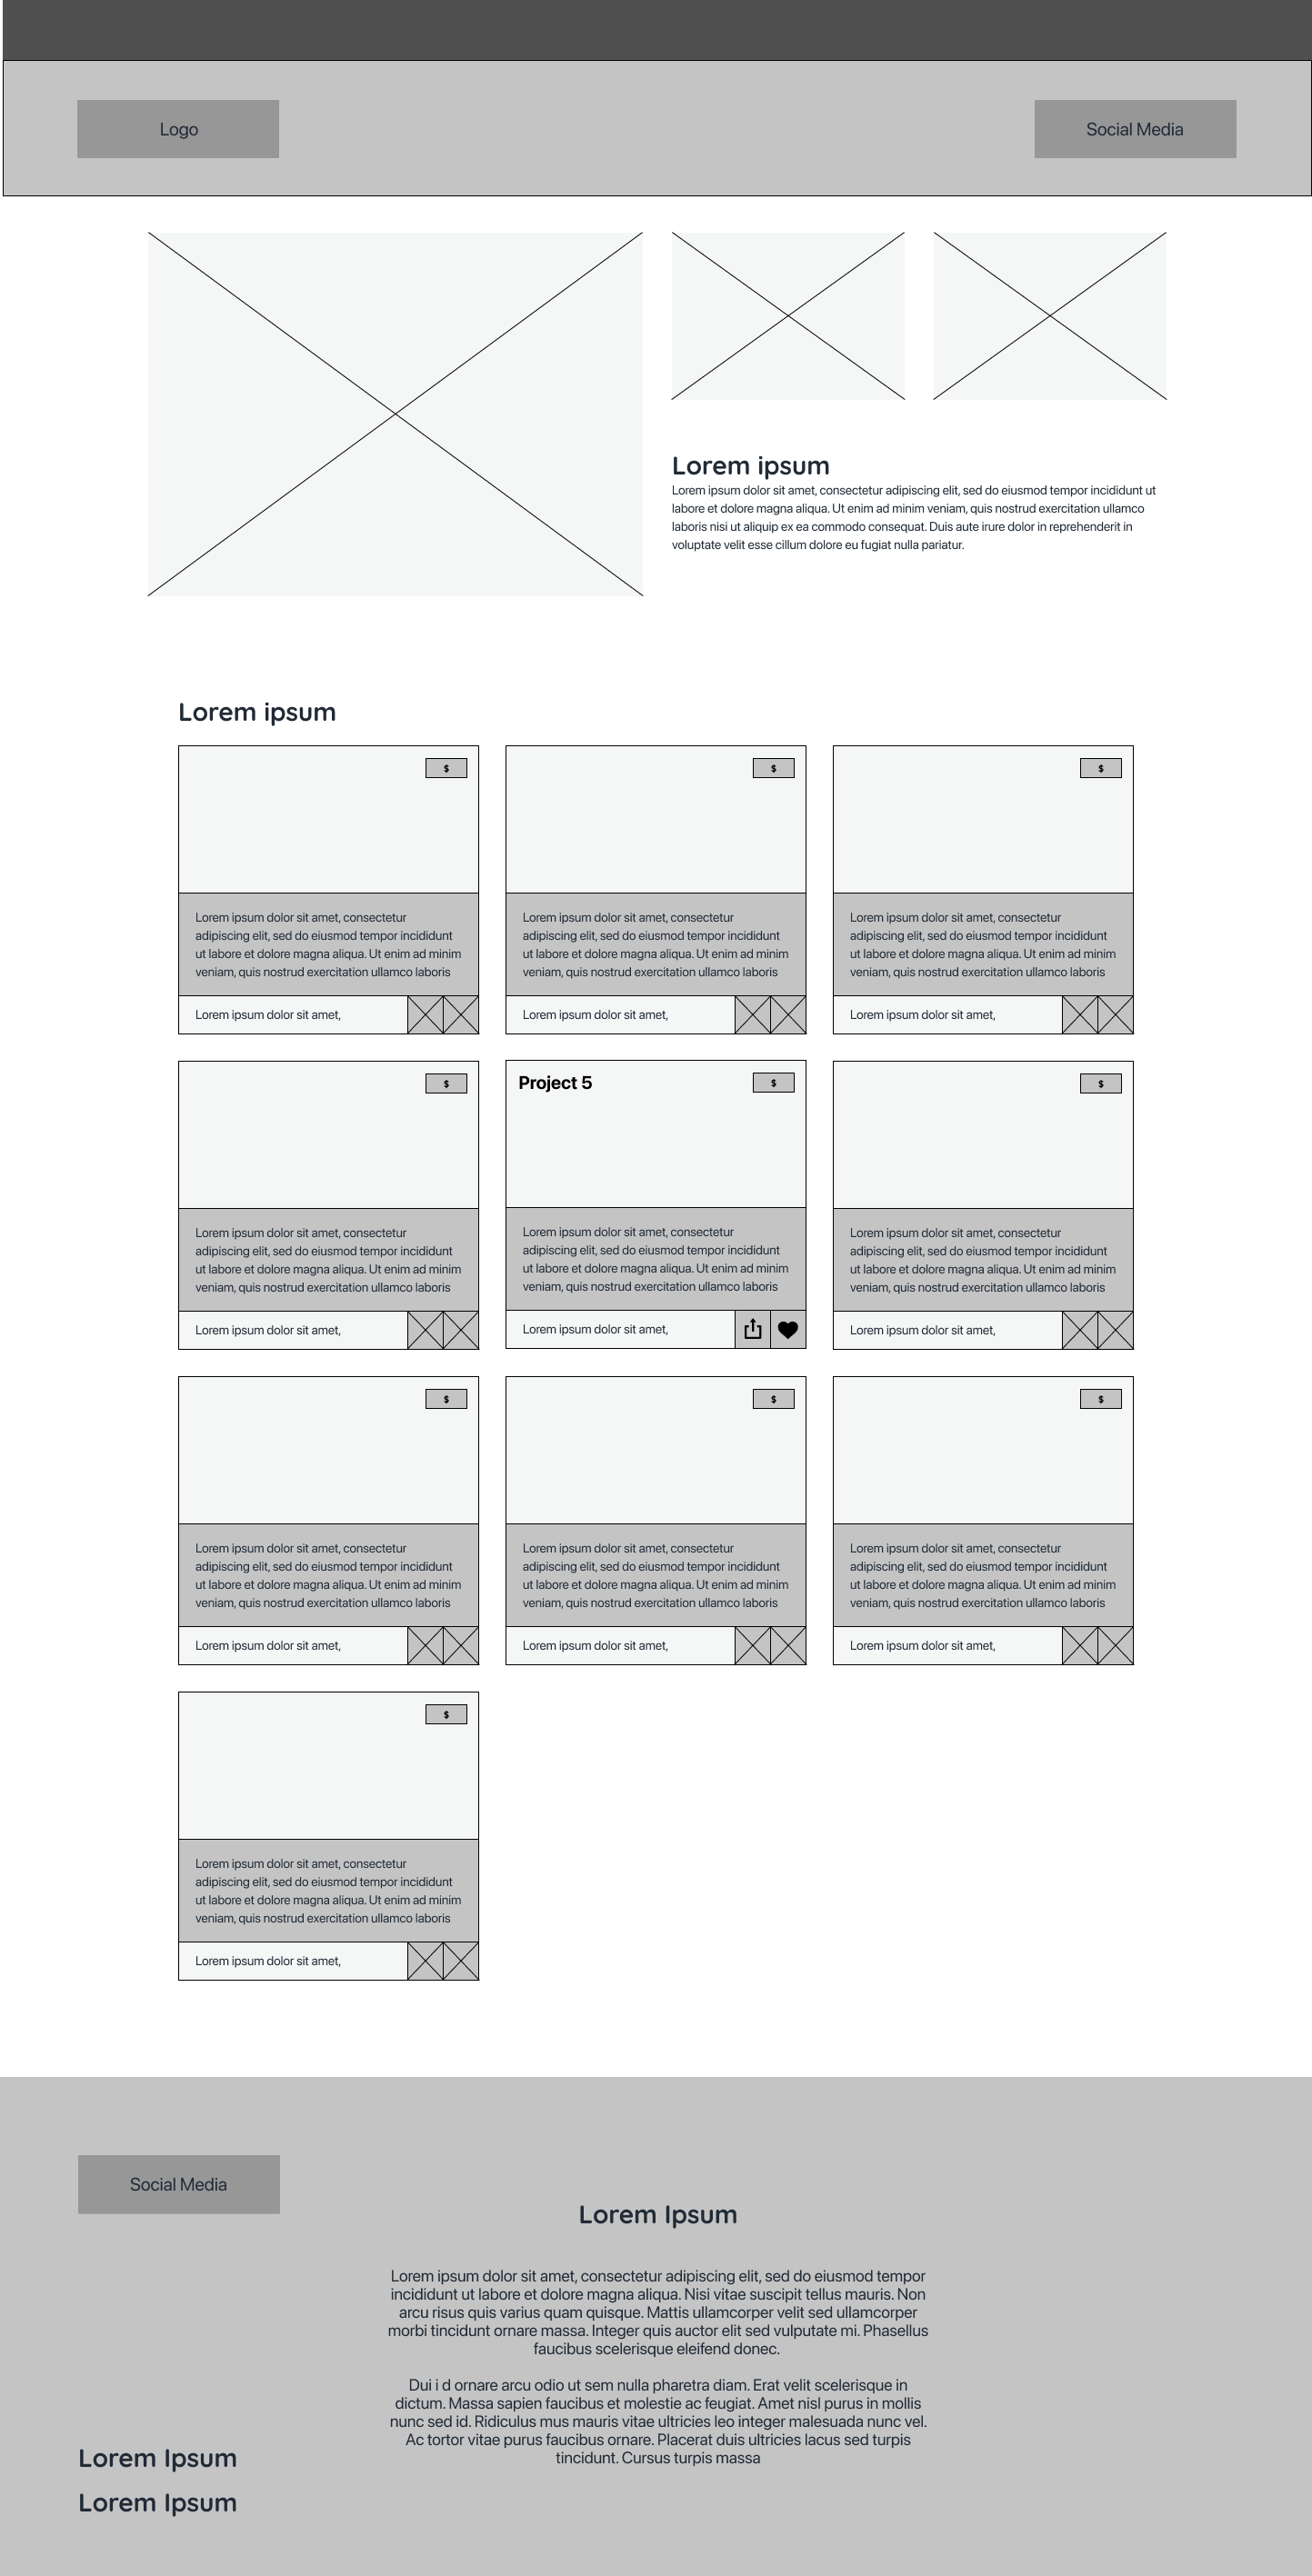 Logo
Social Media
Lorem ipsum
Lorem ipsum dolor sit amet, consectetur adipiscing elit, sed do eiusmod tempor incididunt ut
labore et dolore magna aliqua. Ut enim ad minim veniam, quis nostrud exercitation ullamco
laboris nisi ut aliquip ex ea commodo consequat. Duis aute irure dolor in reprehenderit in
voluptate velit esse cillum dolore eu fugiat nulla pariatur.
Lorem ipsum
$
Lorem ipsum dolor sit amet, consectetur
adipiscing elit, sed do eiusmod tempor incididunt
ut labore et dolore magna aliqua. Ut enim ad minim
veniam, quis nostrud exercitation ullamco laboris
Lorem ipsum dolor sit amet,
$
Lorem ipsum dolor sit amet, consectetur
adipiscing elit, sed do eiusmod tempor incididunt
ut labore et dolore magna aliqua. Ut enim ad minim
veniam, quis nostrud exercitation ullamco laboris
Lorem ipsum dolor sit amet,
$
Lorem ipsum dolor sit amet, consectetur
adipiscing elit, sed do eiusmod tempor incididunt
ut labore et dolore magna aliqua. Ut enim ad minim
veniam, quis nostrud exercitation ullamco laboris
Lorem ipsum dolor sit amet,
$
Lorem ipsum dolor sit amet, consectetur
adipiscing elit, sed do eiusmod tempor incididunt
ut labore et dolore magna aliqua. Ut enim ad minim
veniam, quis nostrud exercitation ullamco laboris
Lorem ipsum dolor sit amet,
Project 5
$
Lorem ipsum dolor sit amet, consectetur
adipiscing elit, sed do eiusmod tempor incididunt
ut labore et dolore magna aliqua. Ut enim ad minim
veniam, quis nostrud exercitation ullamco laboris
Lorem ipsum dolor sit amet,
$
Lorem ipsum dolor sit amet, consectetur
adipiscing elit, sed do eiusmod tempor incididunt
ut labore et dolore magna aliqua. Ut enim ad minim
veniam, quis nostrud exercitation ullamco laboris
Lorem ipsum dolor sit amet,
$
Lorem ipsum dolor sit amet, consectetur
adipiscing elit, sed do eiusmod tempor incididunt
ut labore et dolore magna aliqua. Ut enim ad minim
veniam, quis nostrud exercitation ullamco laboris
Lorem ipsum dolor sit amet,
$
Lorem ipsum dolor sit amet, consectetur
adipiscing elit, sed do eiusmod tempor incididunt
ut labore et dolore magna aliqua. Ut enim ad minim
veniam, quis nostrud exercitation ullamco laboris
Lorem ipsum dolor sit amet,
$
Lorem ipsum dolor sit amet, consectetur
adipiscing elit, sed do eiusmod tempor incididunt
ut labore et dolore magna aliqua. Ut enim ad minim
veniam, quis nostrud exercitation ullamco laboris
Lorem ipsum dolor sit amet,
$
Lorem ipsum dolor sit amet, consectetur
adipiscing elit, sed do eiusmod tempor incididunt
ut labore et dolore magna aliqua. Ut enim ad minim
veniam, quis nostrud exercitation ullamco laboris
Lorem ipsum dolor sit amet,
Social Media
Lorem Ipsum
Lorem ipsum dolor sit amet, consectetur adipiscing elit, sed do eiusmod tempor
incididunt ut labore et dolore magna aliqua. Nisi vitae suscipit tellus mauris. Non
arcu risus quis varius quam quisque. Mattis ullamcorper velit sed ullamcorper
morbi tincidunt ornare massa. Integer quis auctor elit sed vulputate mi. Phasellus
faucibus scelerisque eleifend donec.
Dui i d ornare arcu odio ut sem nulla pharetra diam. Erat velit scelerisque in
dictum. Massa sapien faucibus et molestie ac feugiat. Amet nisl purus in mollis
nunc sed id. Ridiculus mus mauris vitae ultricies leo integer malesuada nunc vel.
Ac tortor vitae purus faucibus ornare. Placerat duis ultricies lacus sed turpis
tincidunt. Cursus turpis massa
Lorem Ipsum
Lorem Ipsum